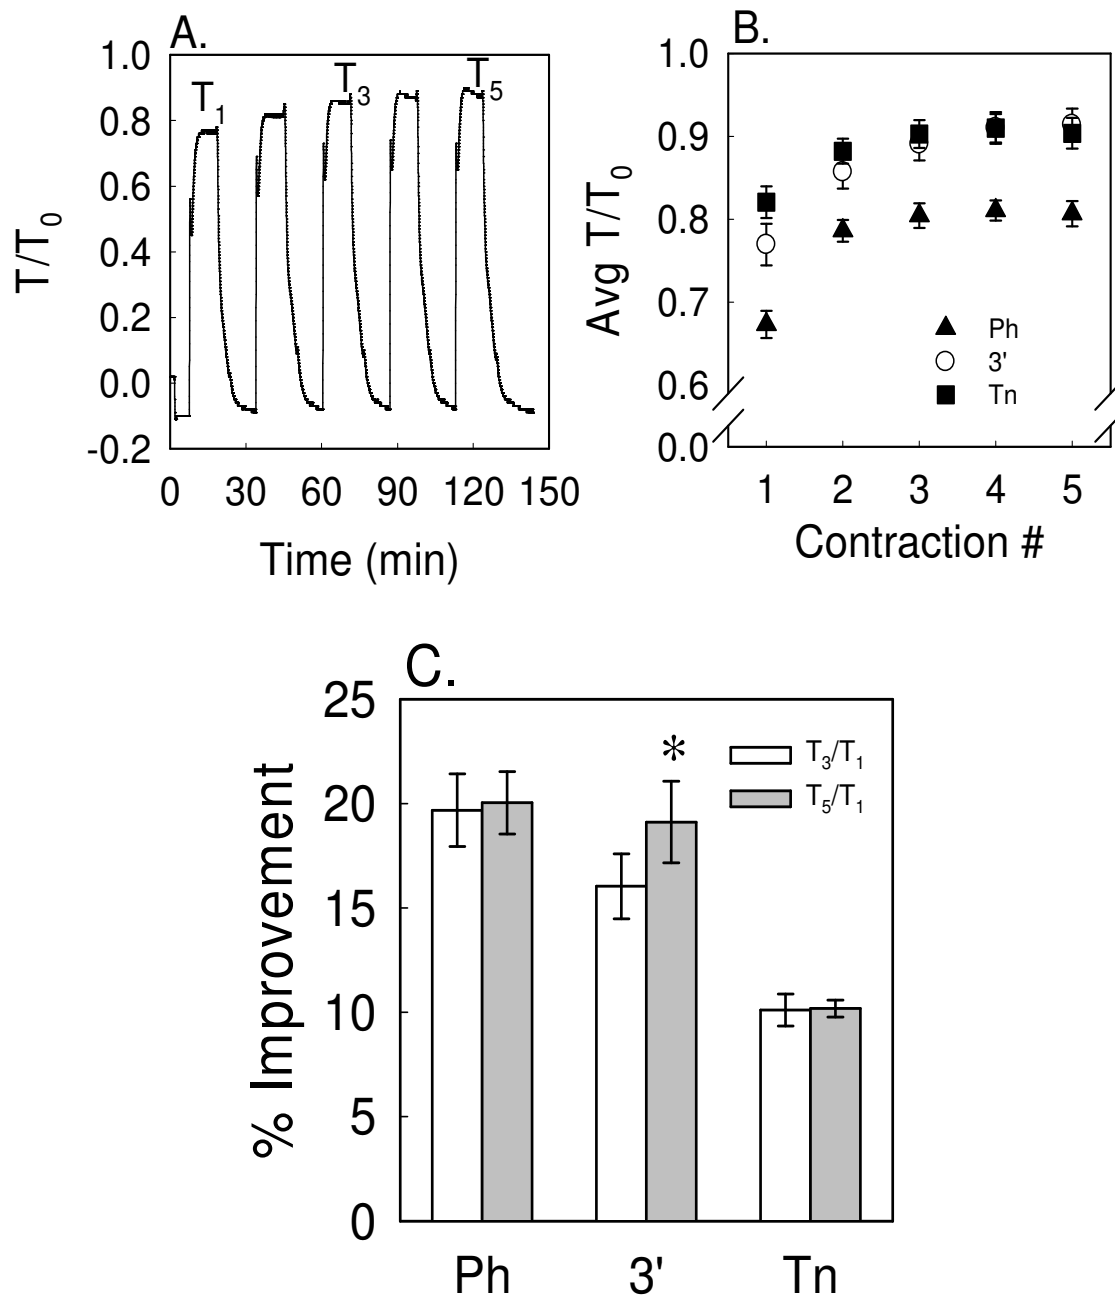 A.
T/T₀
1.0
0.8
0.6
0.4
0.2
0.0
-0.2
T₁
T₃
T₅
0 30 60 90 120 150
Time (min)
B.
Avg T/T₀
1.0
0.9
0.8
0.7
0.6
0.0
Ph
3'
Tn
1 2 3 4 5
Contraction #
C.
% Improvement
25
20
15
10
5
0
*
T₃/T₁
T₅/T₁
Ph 3' Tn